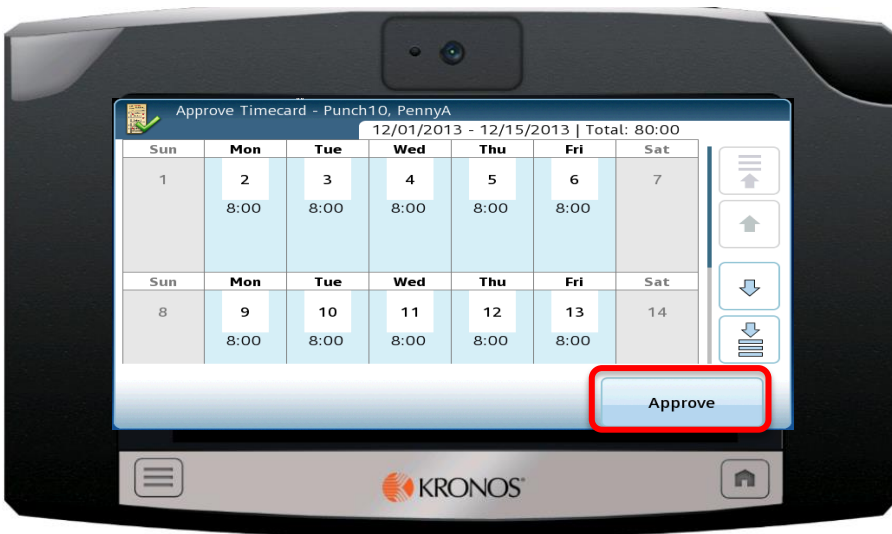 Approve Timecard - Punch10, PennyA
12/01/2013 - 12/15/2013 | Total: 80:00
Sun Mon Tue Wed Thu Fri Sat
1 2 3 4 5 6 7
8:00 8:00 8:00 8:00 8:00
Sun Mon Tue Wed Thu Fri Sat
8 9 10 11 12 13 14
8:00 8:00 8:00 8:00 8:00
Approve
KRONOS